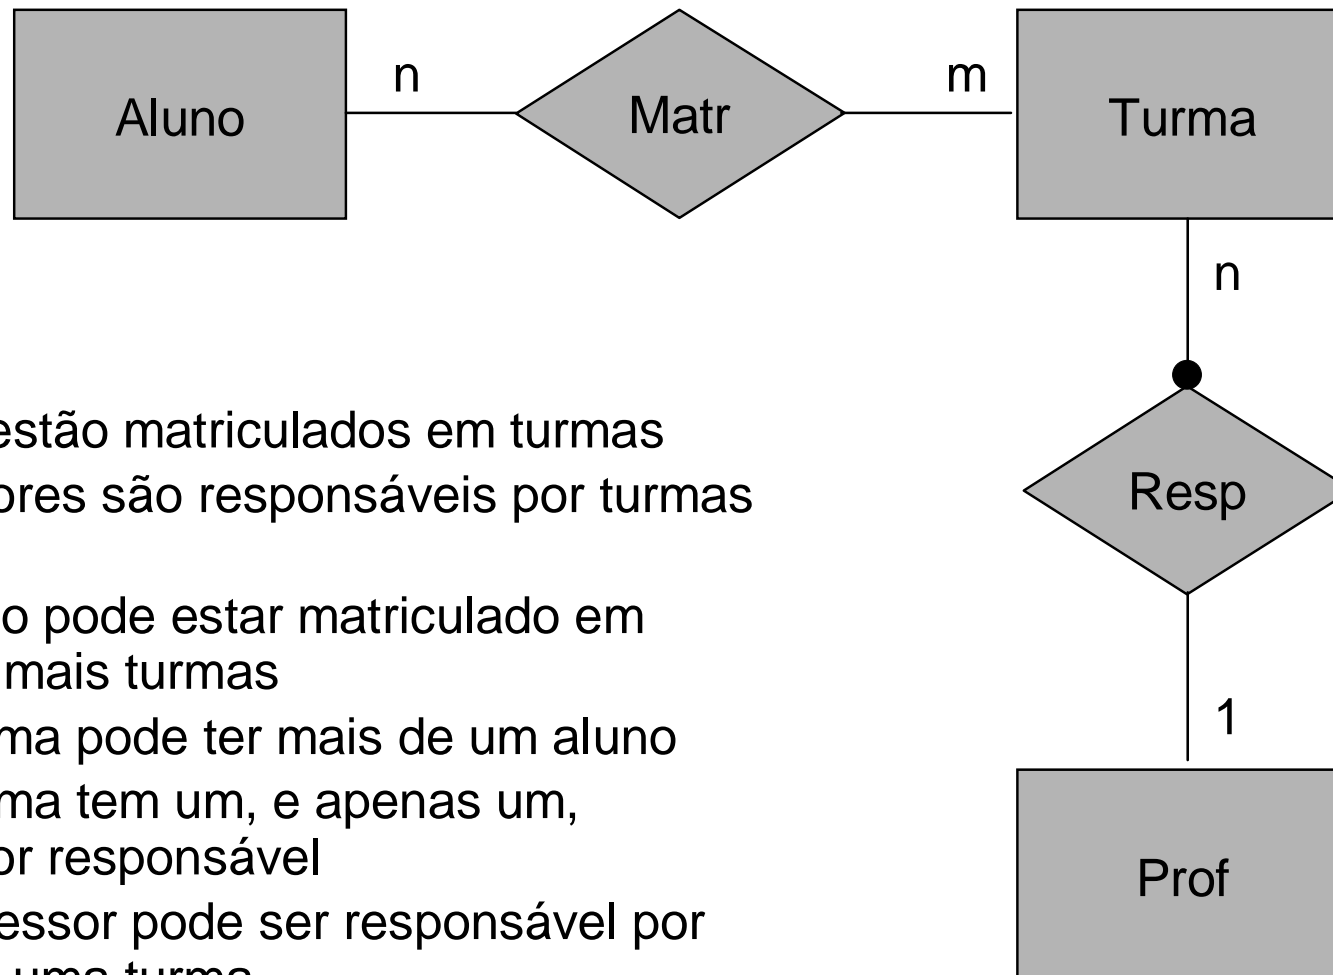 n
m
Aluno
Matr
Turma
n
estão matriculados em turmas
ores são responsáveis por turmas
Resp
o pode estar matriculado em
mais turmas
1
ma pode ter mais de um aluno
ma tem um, e apenas um,
or responsável
Prof
essor pode ser responsável por
uma turma